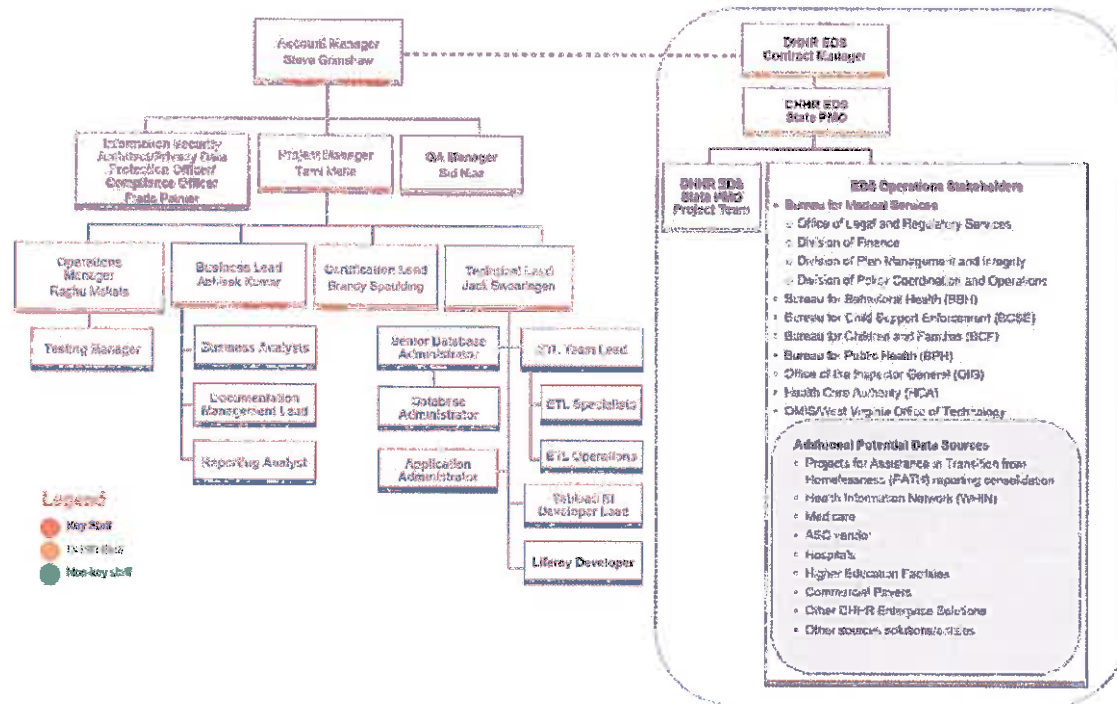 Account Manager
DHHR EDS
Contract Manager
DHHR EDS
State PMO
Information Security
Architect/Privacy Data
Protection Officer/
Compliance Officer
Project Manager
Tami
QA Manager
Sid
DHHR EDS
State PMO
Project Team
EDS Operations Stakeholders
• Bureau for Medical Services
○ Office of Legal and Regulatory Services
○ Division of Finance
○ Division of Plan Management and Integrity
○ Division of Policy Coordination and Operations
• Bureau for Behavioral Health (BBH)
• Bureau for Child Support Enforcement (BCSE)
• Bureau for Children and Families (BCF)
• Bureau for Public Health (BPH)
• Office of the Inspector General (OIG)
• Health Care Authority (HCA)
• OMIS/West Virginia Office of Technology
Additional Potential Data Sources
• Projects for Assistance in Transition from
Homelessness (PATH) reporting consolidation
• Health Information Network (WHIN)
• Medicare
• ASO vendor
• Hospitals
• Higher Education Facilities
• Commercial Payers
• Other DHHR Enterprise Solutions
• Other sources
Operations
Manager
Raghu
Business Lead
Kumar
Certification Lead
Brandy Spaulding
Technical Lead
Jack Swearingen
Testing Manager
Business Analysts
Documentation
Management Lead
Reporting Analyst
Senior Database
Administrator
Database
Administrator
Application
Administrator
ETL Team Lead
ETL Specialists
ETL Operations
Tableau BI
Developer Lead
Liferay Developer
Legend
Key Staff
Non-key staff